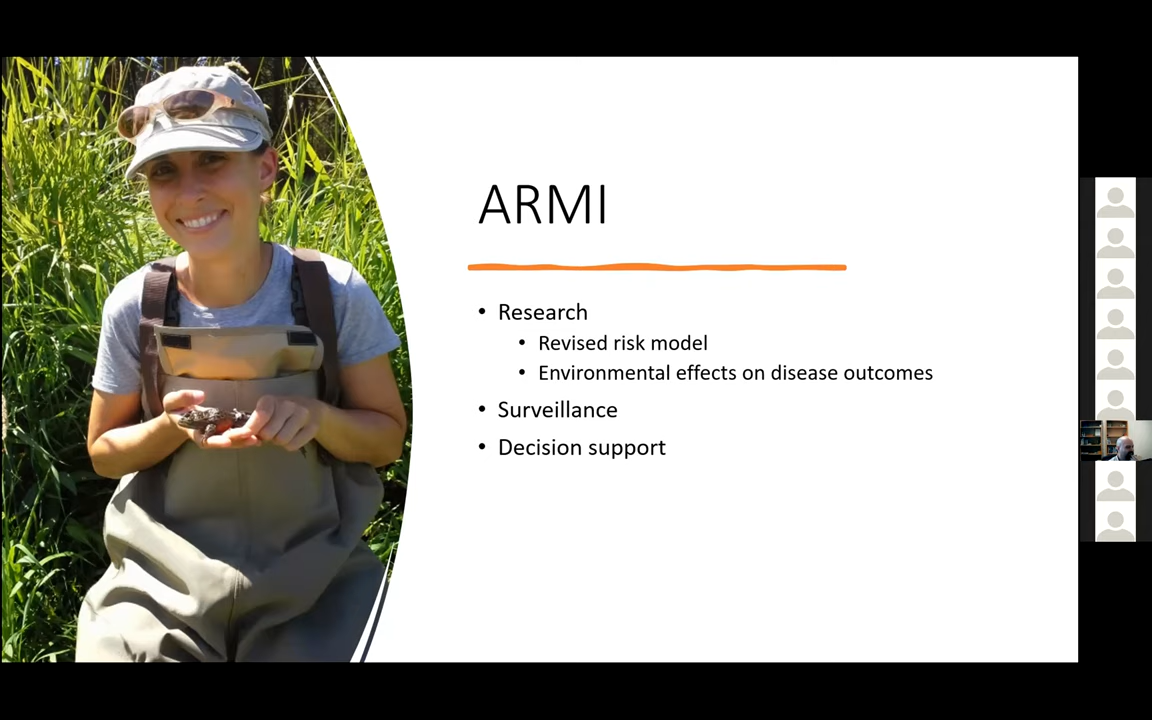 ARMI
• Research
• Revised risk model
• Environmental effects on disease outcomes
• Surveillance
• Decision support